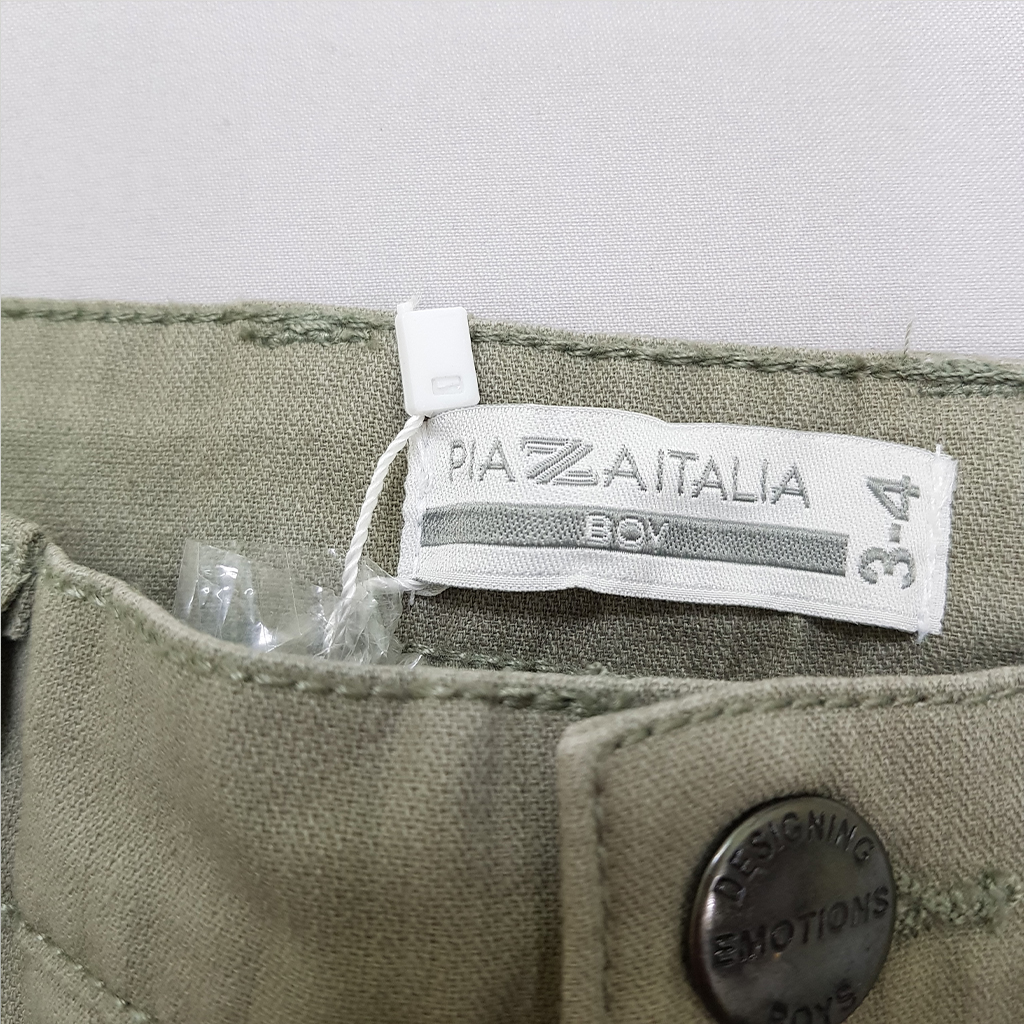 PIAZZAITALIA
BOY
3-4
DESIGNING
EMOTIONS
BOYS